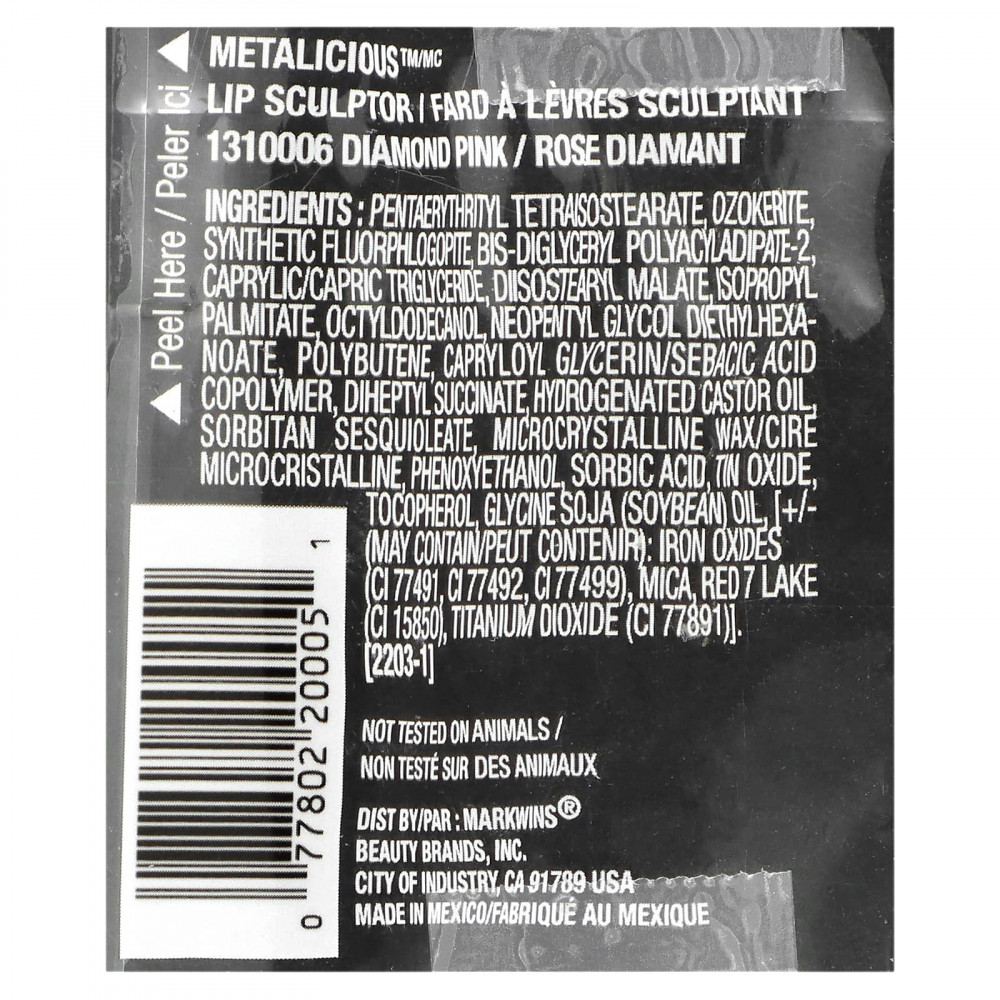 METALICIOUS™/MC
LIP SCULPTOR | FARD À LÈVRES SCULPTANT
1310006 DIAMOND PINK / ROSE DIAMANT
Peel Here / Peler ici
INGREDIENTS : PENTAERYTHRITYL TETRAISOSTEARATE, OZOKERITE,
SYNTHETIC FLUORPHLOGOPITE, BIS-DIGLYCERYL POLYACYLADIPATE-2,
CAPRYLIC/CAPRIC TRIGLYCERIDE, DIISOSTEARYL MALATE, ISOPROPYL
PALMITATE, OCTYLDODECANOL, NEOPENTYL GLYCOL DIETHYLHEXA-
NOATE, POLYBUTENE, CAPRYLOYL GLYCERIN/SEBACIC ACID
COPOLYMER, DIHEPTYL SUCCINATE, HYDROGENATED CASTOR OIL,
SORBITAN SESQUIOLEATE, MICROCRYSTALLINE WAX/CIRE
MICROCRISTALLINE, PHENOXYETHANOL, SORBIC ACID, TIN OXIDE,
TOCOPHEROL, GLYCINE SOJA (SOYBEAN) OIL, [+/-
(MAY CONTAIN/PEUT CONTENIR): IRON OXIDES
(CI 77491, CI 77492, CI 77499), MICA, RED 7 LAKE
(CI 15850), TITANIUM DIOXIDE (CI 77891)].
[2203-1]
0 77802 20005 1
NOT TESTED ON ANIMALS /
NON TESTÉ SUR DES ANIMAUX
DIST BY/PAR : MARKWINS®
BEAUTY BRANDS, INC.
CITY OF INDUSTRY, CA 91789 USA
MADE IN MEXICO/FABRIQUÉ AU MEXIQUE